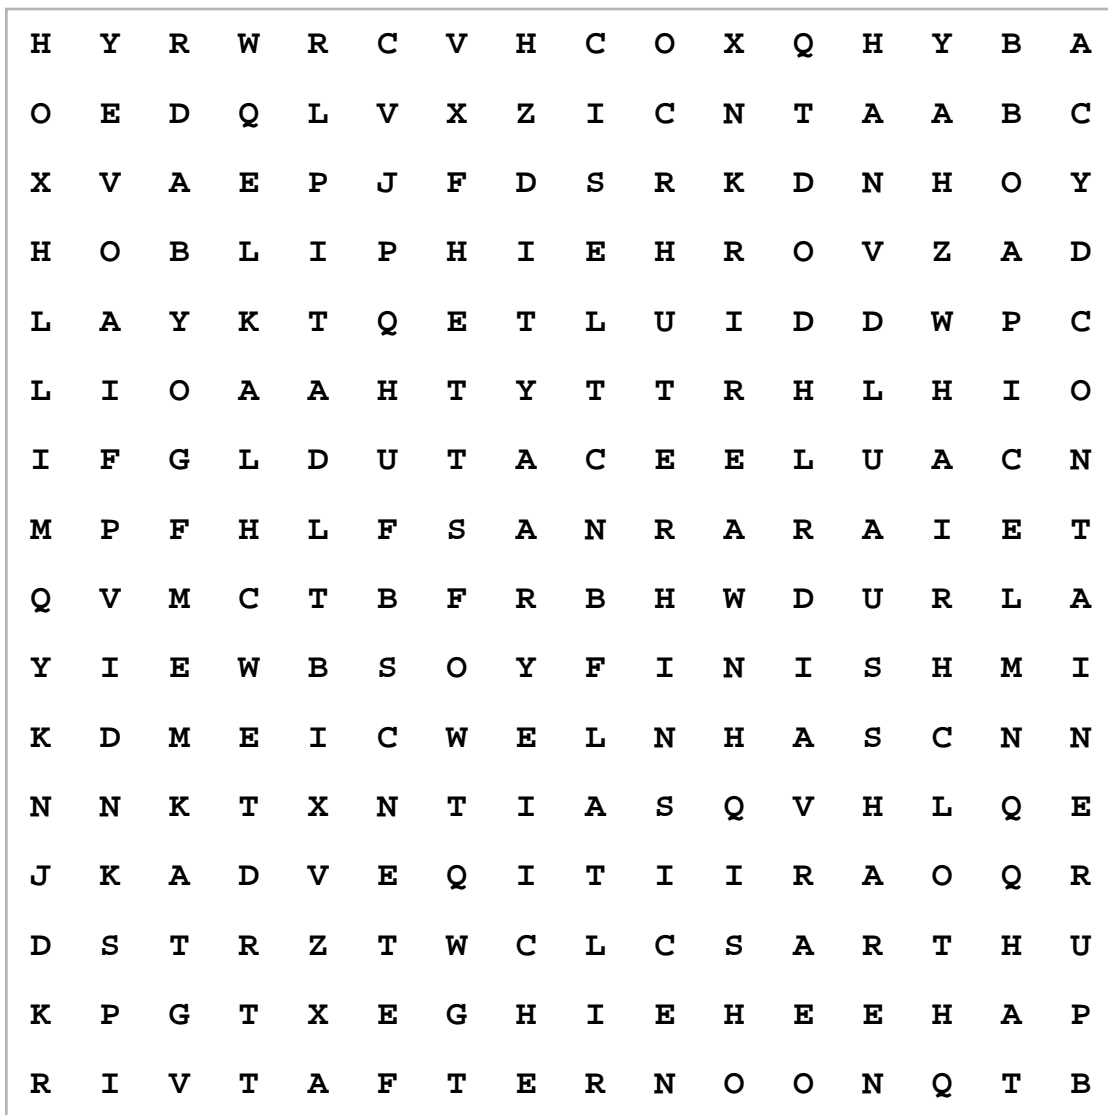 H Y R W R C V H C O X Q H Y B A
O E D Q L V X Z I C N T A A B C
X V A E P J F D S R K D N H O Y
H O B L I P H I E H R O V Z A D
L A Y K T Q E T L U I D D W P C
L I O A A H T Y T T R H L H I O
I F G L D U T A C E E L U A C N
M P F H L F S A N R A R A I E T
Q V M C T B F R B H W D U R L A
Y I E W B S O Y F I N I S H M I
K D M E I C W E L N H A S C N N
N N K T X N T I A S Q V H L Q E
J K A D V E Q I T I I R A O Q R
D S T R Z T W C L C S A R T H U
K P G T X E G H I E H E E H A P
R I V T A F T E R N O O N Q T B